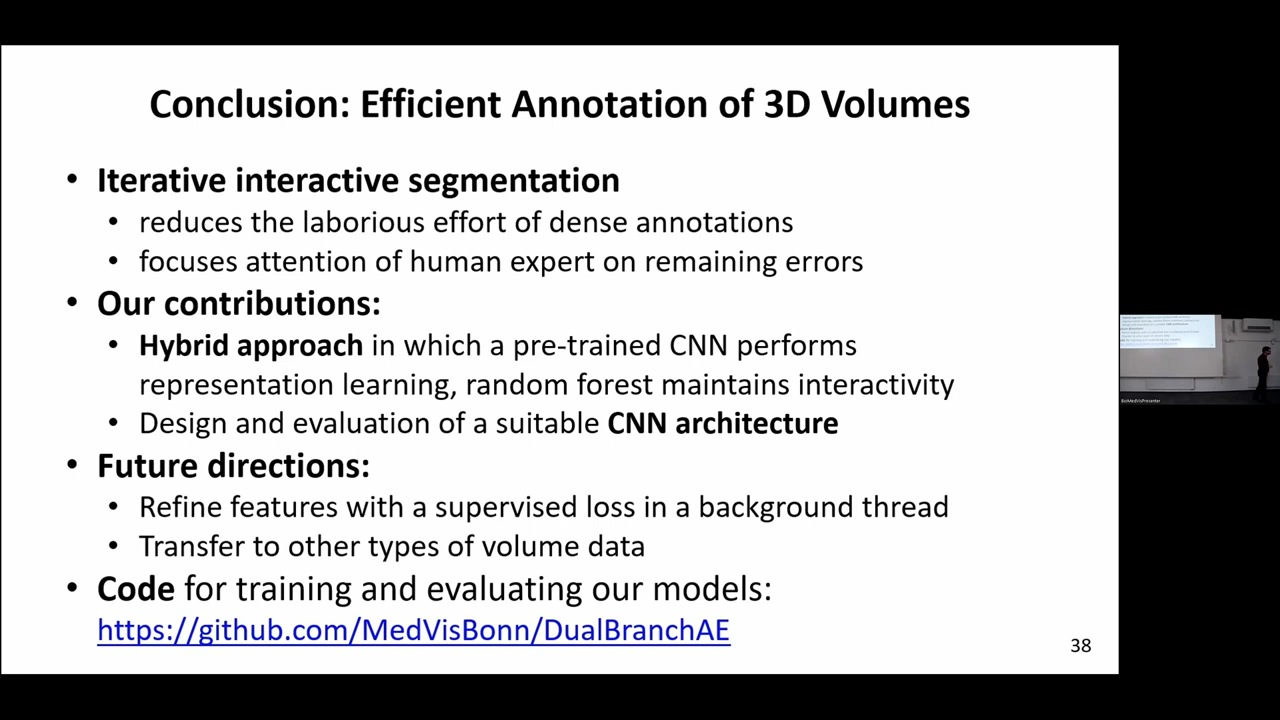 Conclusion: Efficient Annotation of 3D Volumes
• Iterative interactive segmentation
• reduces the laborious effort of dense annotations
• focuses attention of human expert on remaining errors
• Our contributions:
• Hybrid approach in which a pre-trained CNN performs
representation learning, random forest maintains interactivity
• Design and evaluation of a suitable CNN architecture
• Future directions:
• Refine features with a supervised loss in a background thread
• Transfer to other types of volume data
• Code for training and evaluating our models:
https://github.com/MedVisBonn/DualBranchAE
38
BioMedVisPresenter